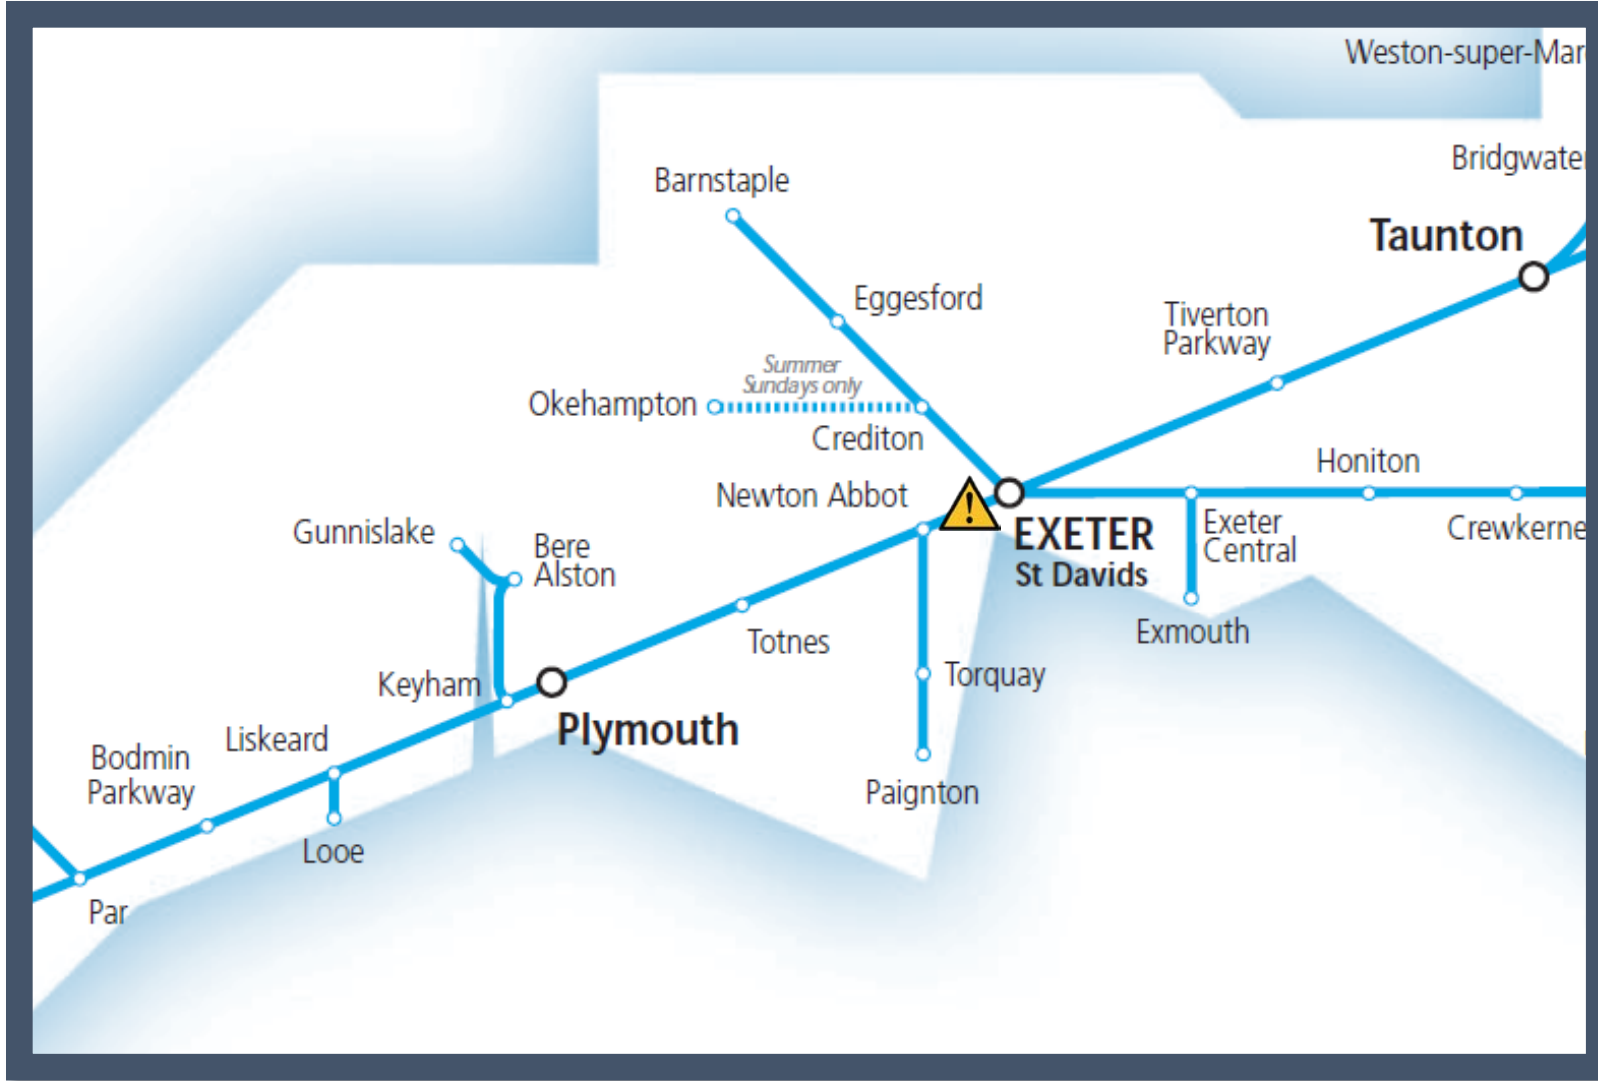 Weston-super-Mar
Bridgwater
Barnstaple
Taunton
Eggesford
Tiverton
Parkway
Summer
Sundays only
Okehampton
Crediton
Honiton
Newton Abbot
!
EXETER
St Davids
Exeter
Central
Crewkerne
Gunnislake
Bere
Alston
Totnes
Exmouth
Torquay
Keyham
Plymouth
Liskeard
Bodmin
Parkway
Paignton
Looe
Par